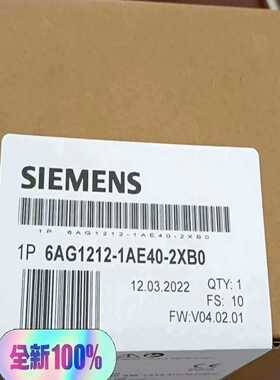 SIEMENS
1P 6AG1212-1AE40-2XB0
1P 6AG1212-1AE40-2XB0
12.03.2022 QTY: 1
FS: 10
FW:V04.02.01
全新100%